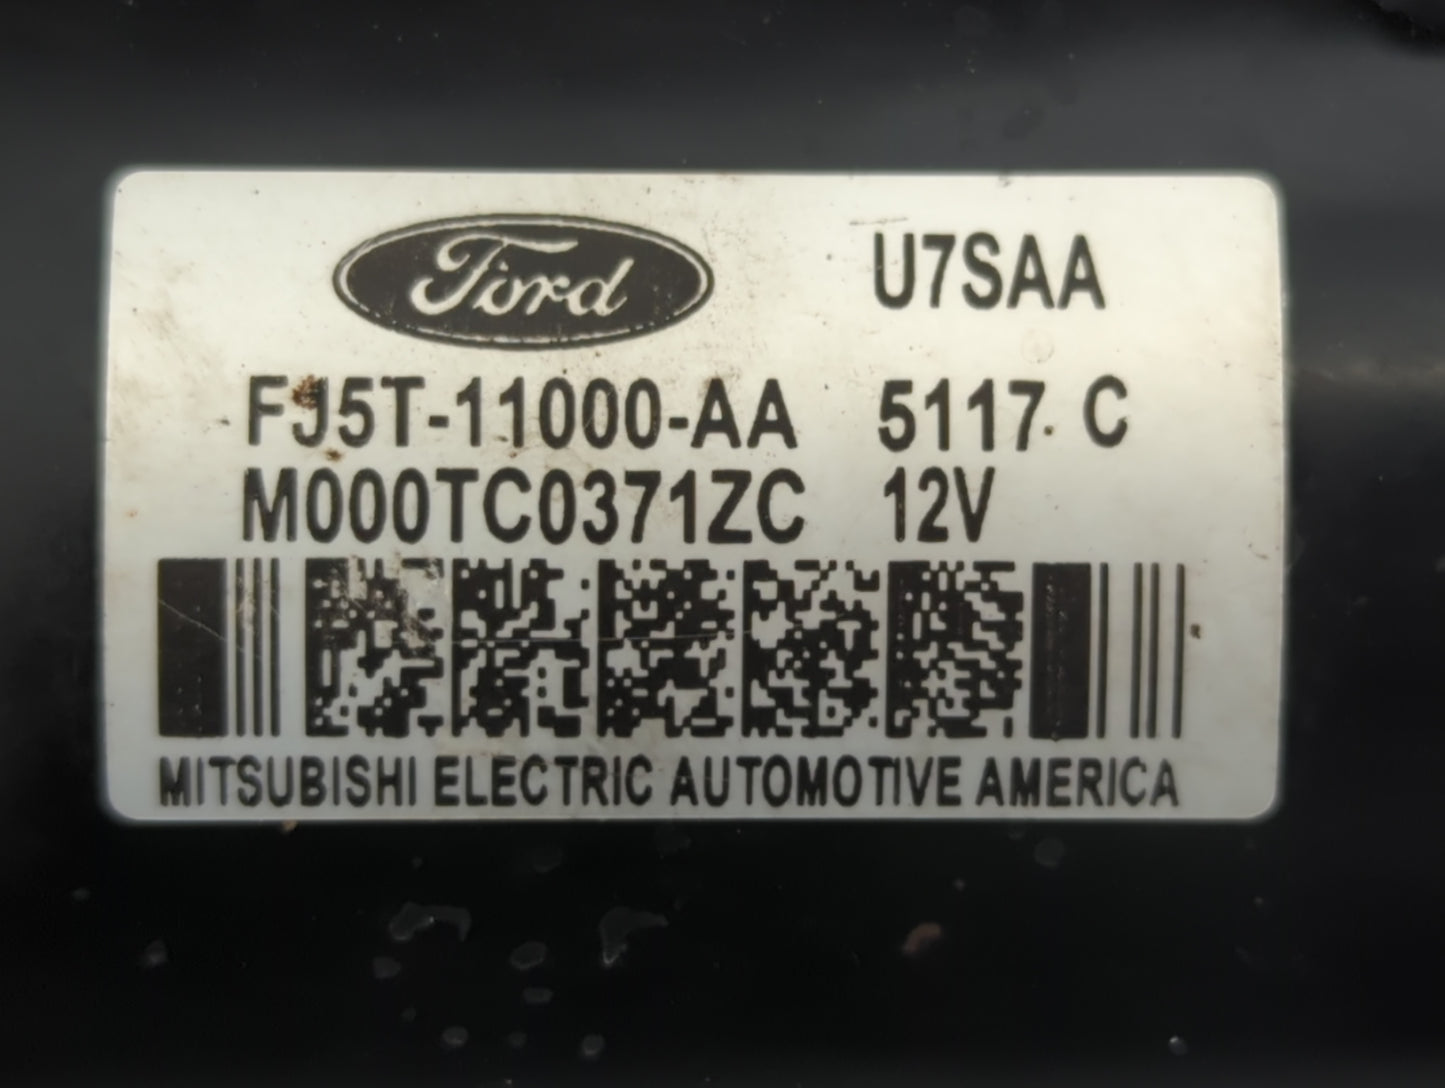 Ford U7SAA
FJ5T-11000-AA 5117 C
M000TC0371ZC 12V
MITSUBISHI ELECTRIC AUTOMOTIVE AMERICA